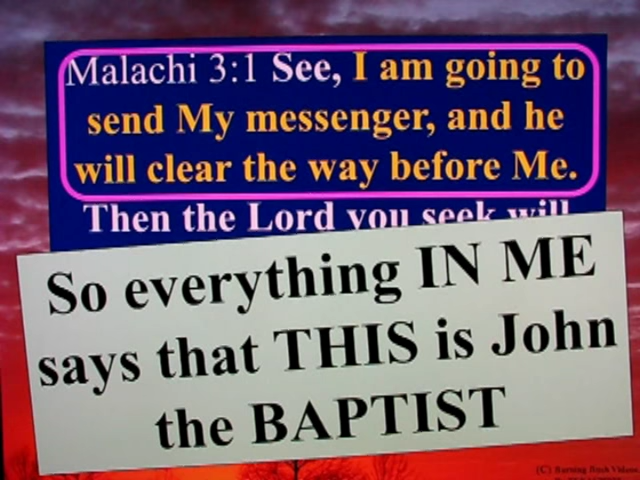 Malachi 3:1 See, I am going to
send My messenger, and he
will clear the way before Me.
Then the Lord you seek will
So everything IN ME
says that THIS is John
the BAPTIST
(C) Burning Bush Videos